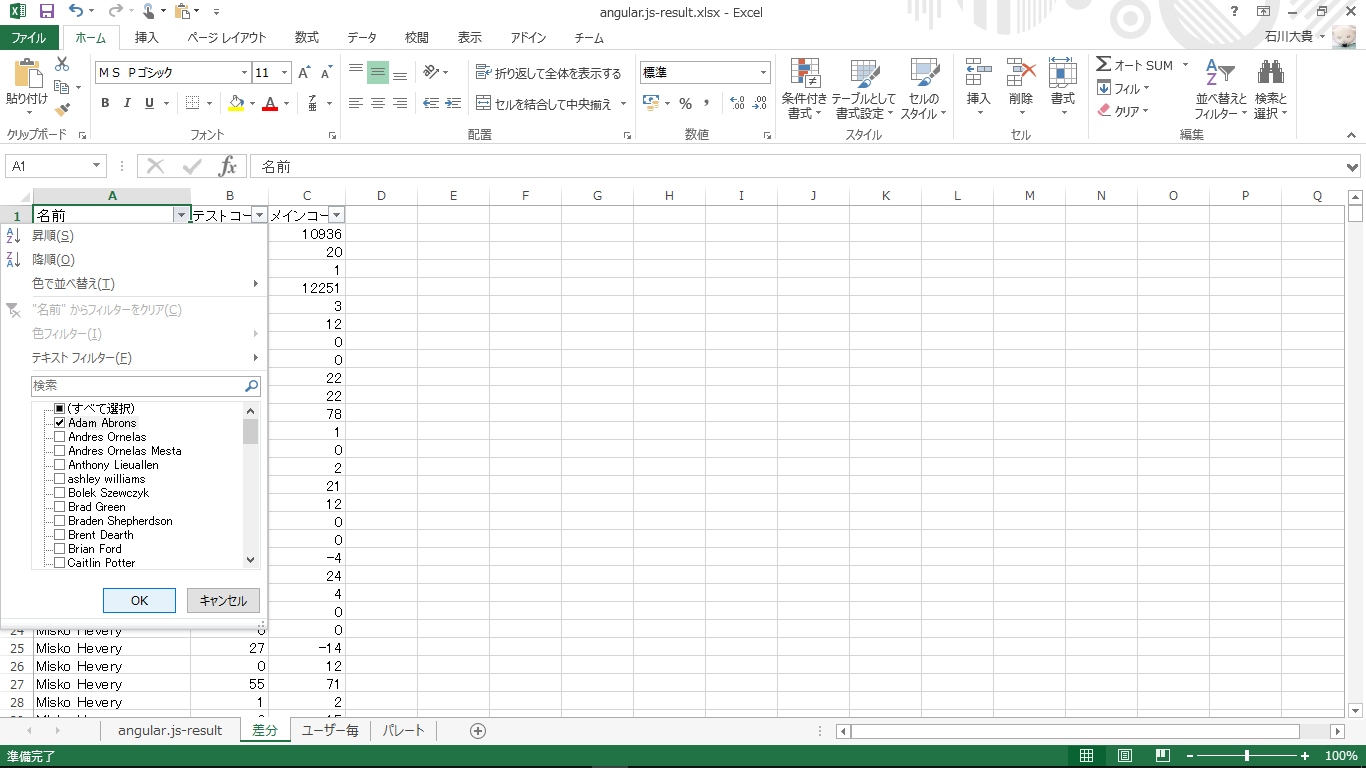 angular.js-result.xlsx - Excel
?
ファイル ホーム 挿入 ページ レイアウト 数式 データ 校閲 表示 アドイン チーム 石川大貴
貼り付け
クリップボード
ＭＳ Ｐゴシック 11 A A
B I U A
フォント
折り返して全体を表示する
セルを結合して中央揃え
配置
標準
% ,
数値
条件付き書式 テーブルとして書式設定 セルのスタイル
スタイル
挿入 削除 書式
セル
Σ オート SUM
フィル
クリア
並べ替えとフィルター 検索と選択
編集
A1 fx 名前
A B C D E F G H I J K L M N O P Q
1 名前 テストコー メインコー
昇順(S)
降順(O)
色で並べ替え(T)
"名前" からフィルターをクリア(C)
色フィルター(I)
テキスト フィルター(F)
検索
(すべて選択)
Adam Abrons
Andres Ornelas
Andres Ornelas Mesta
Anthony Lieuallen
ashley williams
Bolek Szewczyk
Brad Green
Braden Shepherdson
Brent Dearth
Brian Ford
Caitlin Potter
OK キャンセル
10936
20
1
12251
3
12
0
0
22
22
78
1
0
2
21
12
0
0
-4
24
4
0
24 Misko Hevery 0 0
25 Misko Hevery 27 -14
26 Misko Hevery 0 12
27 Misko Hevery 55 71
28 Misko Hevery 1 2
angular.js-result 差分 ユーザー毎 パレート
準備完了 100%